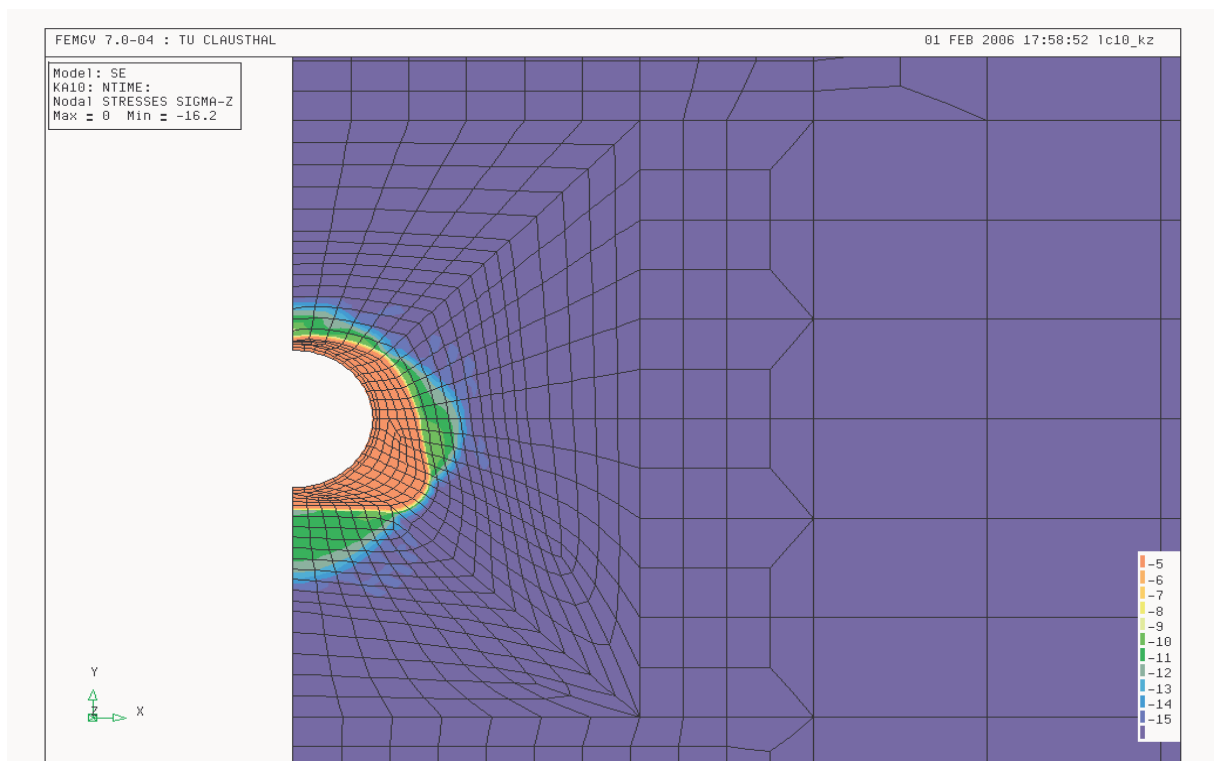 FEMGV 7.0-04 : TU CLAUSTHAL
01 FEB 2006 17:58:52 lc10_kz
Model: SE
KA10: NTIME:
Nodal STRESSES SIGMA-Z
Max = 0 Min = -16.2
-5
-6
-7
-8
-9
-10
-11
-12
-13
-14
-15
Y
Z
X